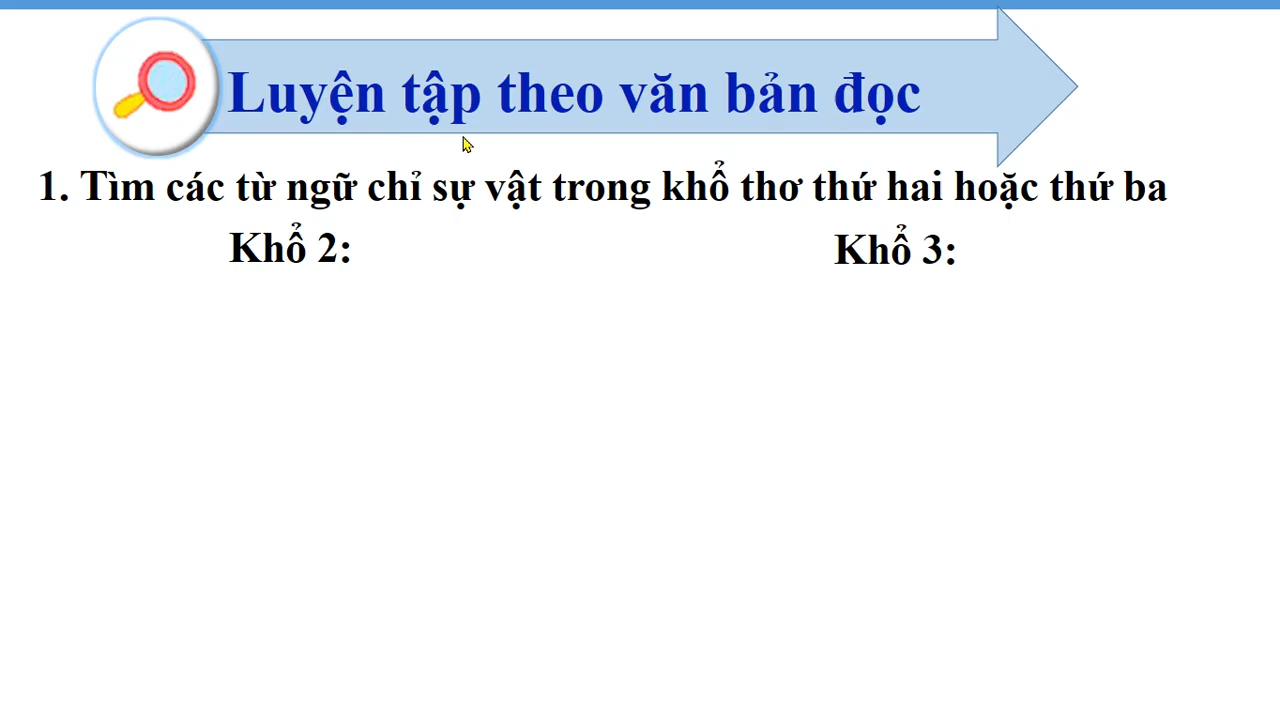 Luyện tập theo văn bản đọc
1. Tìm các từ ngữ chỉ sự vật trong khổ thơ thứ hai hoặc thứ ba
Khổ 2:
Khổ 3: